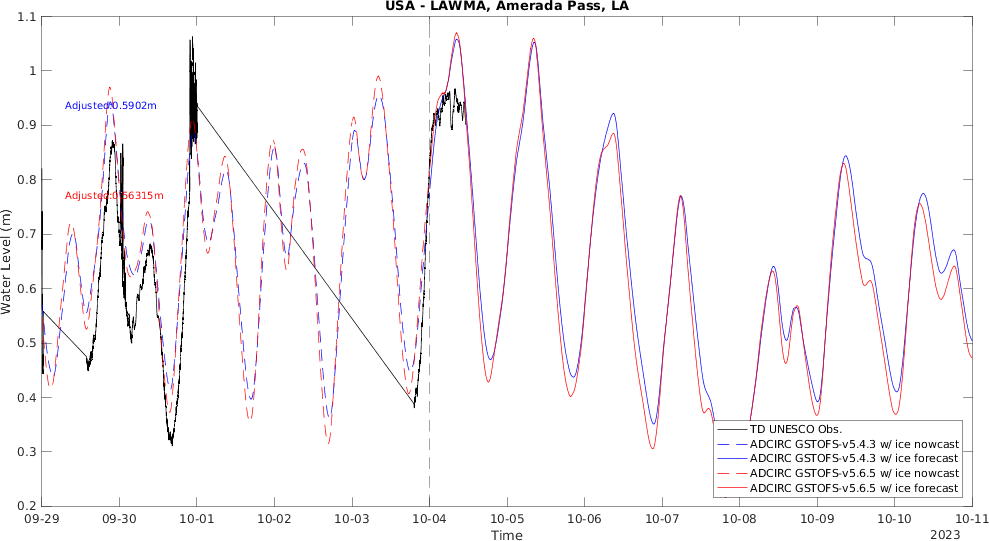 USA - LAWMA, Amerada Pass, LA
1.1
1
0.9
0.8
0.7
0.6
0.5
0.4
0.3
0.2
Water Level (m)
Adjusted:0.5902m
Adjusted:0.56315m
TD UNESCO Obs.
ADCIRC GSTOFS-v5.4.3 w/ ice nowcast
ADCIRC GSTOFS-v5.4.3 w/ ice forecast
ADCIRC GSTOFS-v5.6.5 w/ ice nowcast
ADCIRC GSTOFS-v5.6.5 w/ ice forecast
09-29 09-30 10-01 10-02 10-03 10-04 10-05 10-06 10-07 10-08 10-09 10-10 10-11
Time
2023